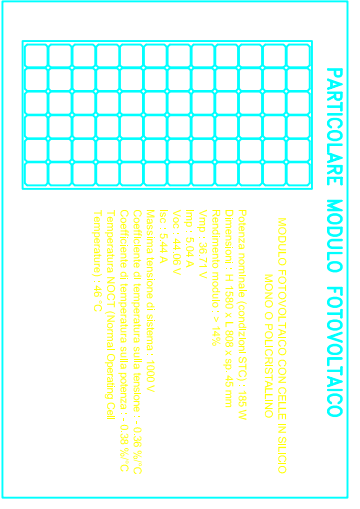 PARTICOLARE MODULO FOTOVOLTAICO
MODULO FOTOVOLTAICO CON CELLE IN SILICIO
MONO O POLICRISTALLINO
Potenza nominale (condizioni STC) : 185 W
Dimensioni : H 1580 x L 808 x sp. 45 mm
Rendimento modulo : > 14%
Vmp : 36,71 V
Imp : 5,04 A
Voc : 44,06 V
Isc : 5,41 A
Massima tensione di sistema : 1000 V
Coefficiente di temperatura sulla tensione : - 0,36 %/°C
Coefficiente di temperatura sulla potenza : - 0,38 %/°C
Temperatura NOCT (Normal Operating Cell
Temperature) : 46°C